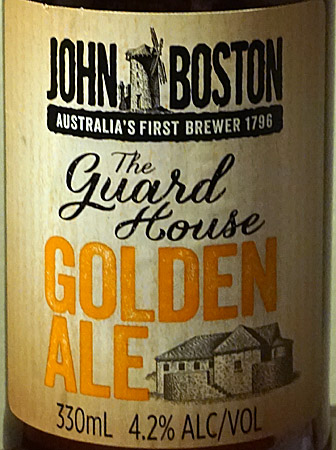 JOHN BOSTON
AUSTRALIA'S FIRST BREWER 1796
The
Guard
House
GOLDEN
ALE
330mL 4.2% ALC/VOL